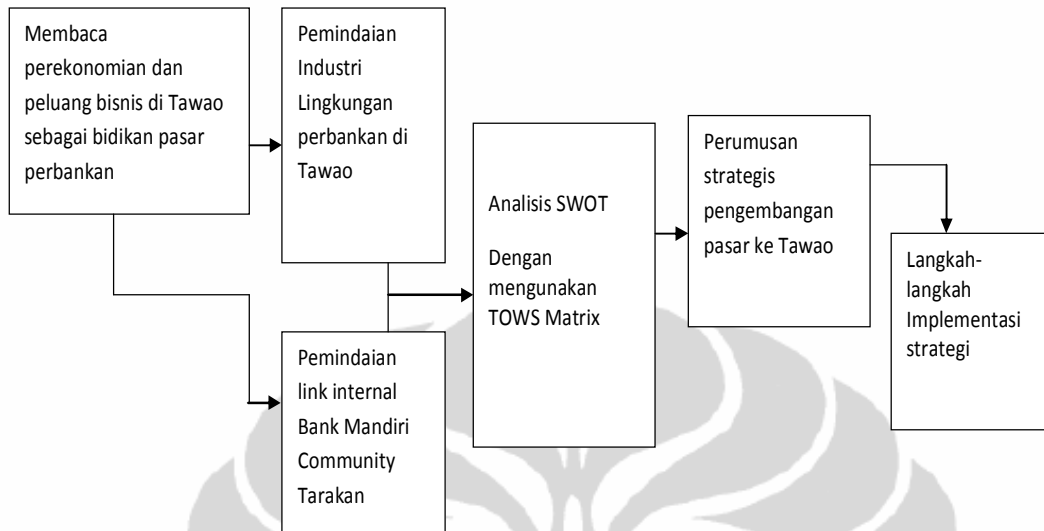 Membaca
perekonomian dan
peluang bisnis di Tawao
sebagai bidikan pasar
perbankan
Pemindaian
Industri
Lingkungan
perbankan di
Tawao
Pemindaian
link internal
Bank Mandiri
Community
Tarakan
Analisis SWOT
Dengan
mengunakan
TOWS Matrix
Perumusan
strategis
pengembangan
pasar ke Tawao
Langkah-
langkah
Implementasi
strategi